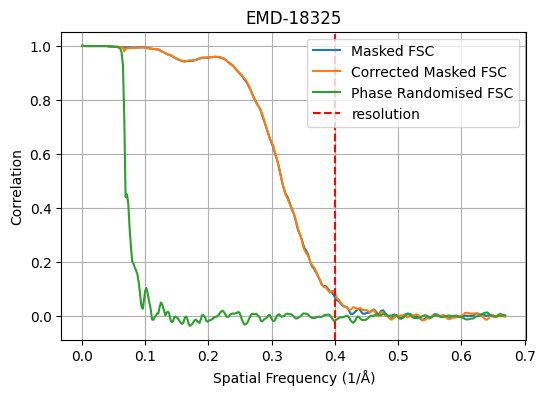 EMD-18325
Masked FSC
Corrected Masked FSC
Phase Randomised FSC
resolution
Correlation
1.0
0.8
0.6
0.4
0.2
0.0
0.0 0.1 0.2 0.3 0.4 0.5 0.6 0.7
Spatial Frequency (1/Å)